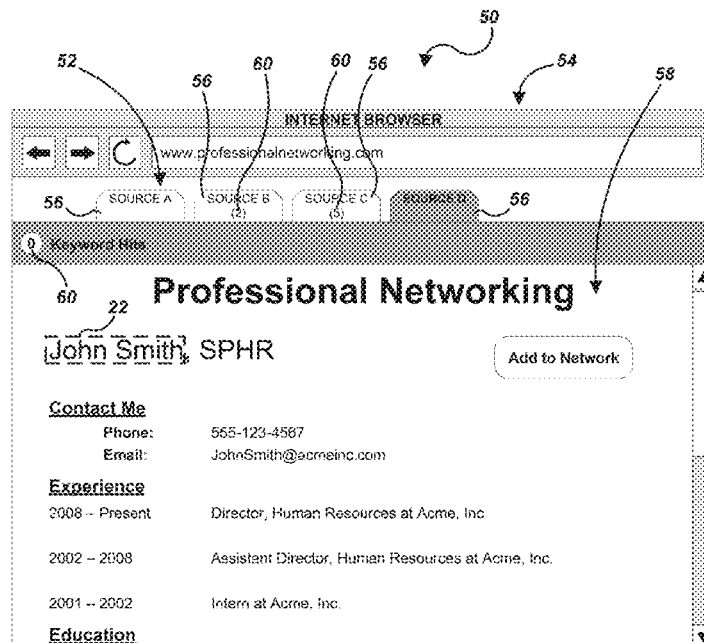 50
52 56 60 60 56 54 58
INTERNET BROWSER
www.professionalnetworking.com
56 SOURCE A SOURCE B SOURCE C SOURCE D 56
(2) (5)
0 Keyword Hits
60
Professional Networking
22
John Smith, SPHR Add to Network
Contact Me
Phone: 555-123-4567
Email: JohnSmith@acmeinc.com
Experience
2008 – Present Director, Human Resources at Acme, Inc
2002 – 2008 Assistant Director, Human Resources at Acme, Inc.
2001 – 2002 Intern at Acme, Inc.
Education